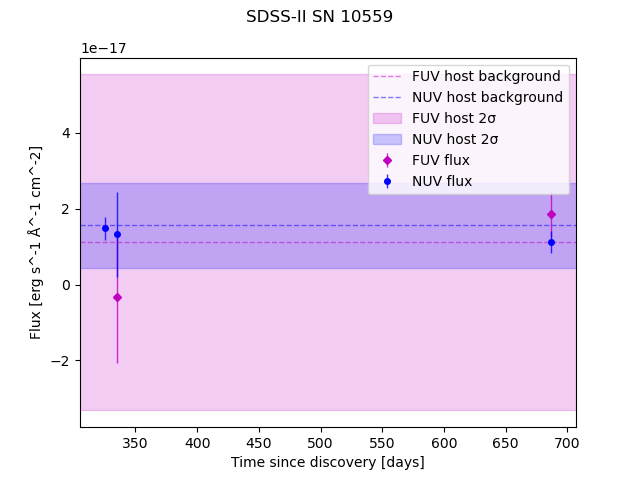 SDSS-II SN 10559
1e−17
FUV host background
NUV host background
FUV host 2σ
NUV host 2σ
FUV flux
NUV flux
4
2
0
−2
Flux [erg s^-1 Å^-1 cm^-2]
350 400 450 500 550 600 650 700
Time since discovery [days]